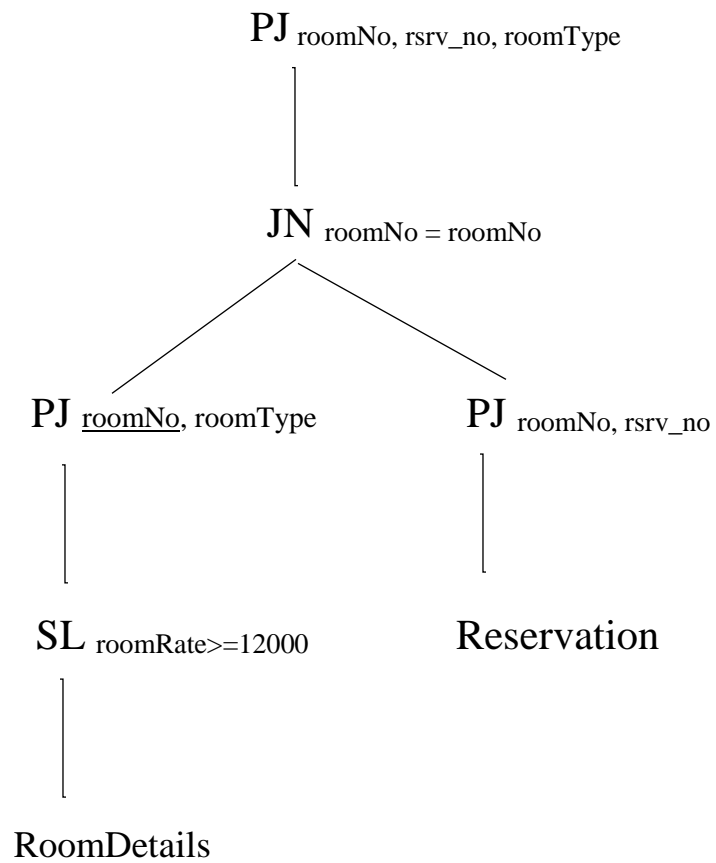 PJ roomNo, rsrv_no, roomType
JN roomNo = roomNo
PJ roomNo, roomType
PJ roomNo, rsrv_no
SL roomRate>=12000
Reservation
RoomDetails